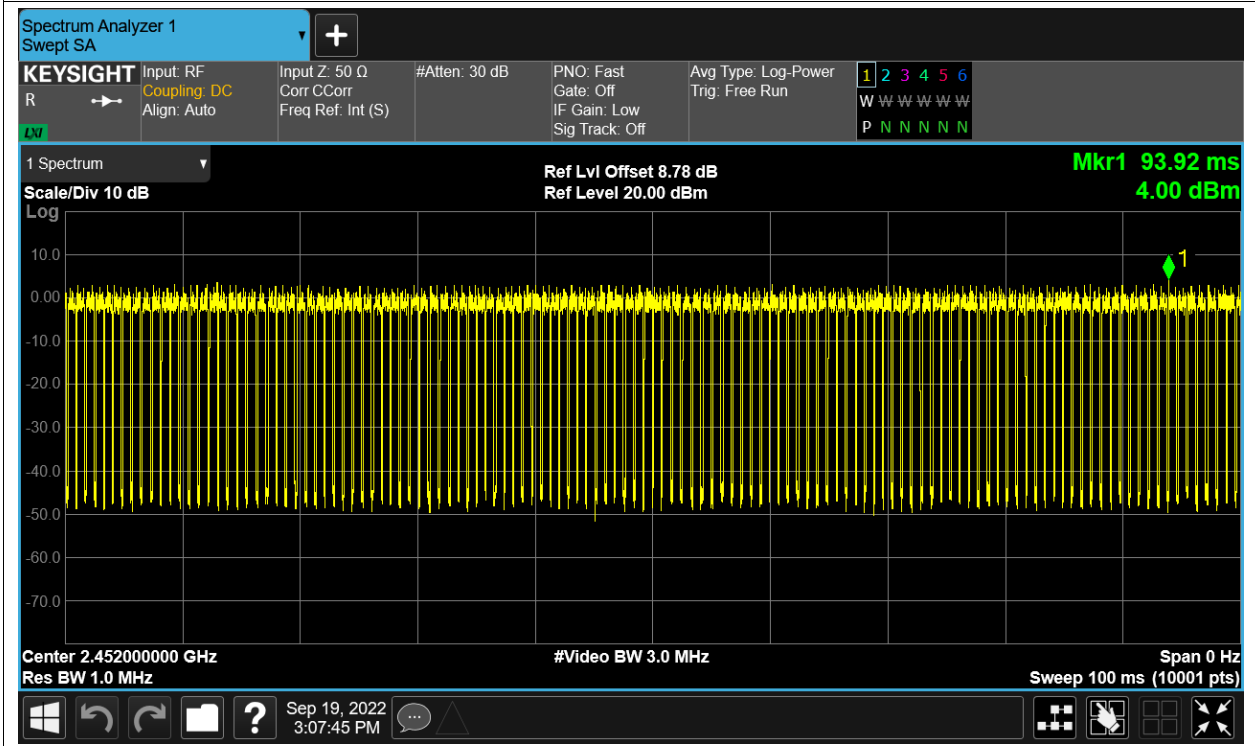 Spectrum Analyzer 1
Swept SA
KEYSIGHT
R
LXI
Input: RF
Coupling: DC
Align: Auto
Input Z: 50 Ω
Corr CCorr
Freq Ref: Int (S)
#Atten: 30 dB
PNO: Fast
Gate: Off
IF Gain: Low
Sig Track: Off
Avg Type: Log-Power
Trig: Free Run
1 2 3 4 5 6
W W W W W W
P N N N N N
1 Spectrum
Scale/Div 10 dB
Log
Ref Lvl Offset 8.78 dB
Ref Level 20.00 dBm
Mkr1 93.92 ms
4.00 dBm
1
10.0
0.00
-10.0
-20.0
-30.0
-40.0
-50.0
-60.0
-70.0
Center 2.452000000 GHz
Res BW 1.0 MHz
#Video BW 3.0 MHz
Span 0 Hz
Sweep 100 ms (10001 pts)
?
Sep 19, 2022
3:07:45 PM